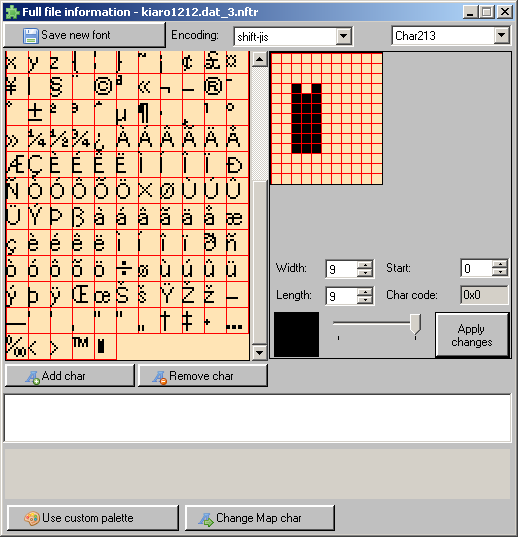 Full file information - kiaro1212.dat_3.nftr
Save new font Encoding: shift-jis Char213
x y z { | } ~ ¡ ¢ £ ¤
¥ ¦ § ¨ © ª « ¬ - ® ¯
° ± ² ³ ´ µ ¶ · ¸ ¹ º
» ¼ ½ ¾ ¿ À Á Â Ã Ä Å
Æ Ç È É Ê Ë Ì Í Î Ï Ð
Ñ Ò Ó Ô Õ Ö × Ø Ù Ú Û
Ü Ý Þ ß à á â ã ä å æ
ç è é ê ë ì í î ï ð ñ
ò ó ô õ ö ÷ ø ù ú û ü
ý þ ÿ Œ œ Š š Ÿ Ž ž –
— ‘ ’ ‚ “ ” „ † ‡ • …
‰ ‹ › ™
Width: 9 Start: 0
Length: 9 Char code: 0x0
Apply changes
Add char Remove char
Use custom palette Change Map char